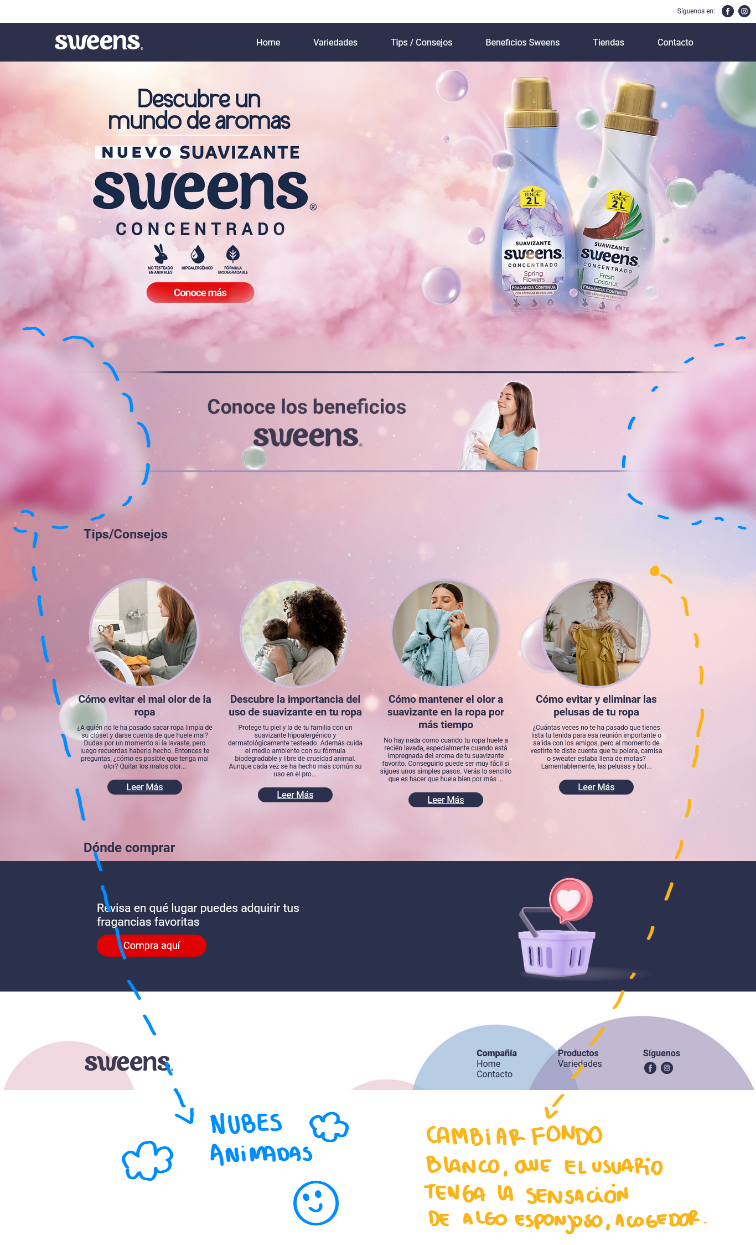 Síguenos en:
sweens.
Home Variedades Tips / Consejos Beneficios Sweens Tiendas Contacto
Descubre un
mundo de aromas
NUEVO SUAVIZANTE
sweens®
CONCENTRADO
NO TESTEADO
EN ANIMALES
HIPOALERGÉNICO
FÓRMULA
BIODEGRADABLE
Conoce más
RINDE
2 L
SUAVIZANTE
sweens
CONCENTRADO
Spring
Flowers
FRAGANCIA CONTINUA
RINDE
2 L
SUAVIZANTE
sweens
CONCENTRADO
Fresh
Coconut
FRAGANCIA CONTINUA
Conoce los beneficios
sweens.
Tips/Consejos
Cómo evitar el mal olor de la
ropa
¿A quién no le ha pasado sacar ropa limpia de
su clóset y darse cuenta de que huele mal?
Dudas por un momento si la lavaste, pero
luego recuerdas haberlo hecho. Entonces te
preguntas, ¿cómo es posible que tenga mal
olor? Quitar los malos olor...
Leer Más
Descubre la importancia del
uso de suavizante en tu ropa
Protege tu piel y la de tu familia con un
suavizante hipoalergénico y
dermatológicamente testeado. Además cuida
el medio ambiente con su fórmula
biodegradable y libre de crueldad animal.
Aunque cada vez se ha hecho más común su
uso en el pro...
Leer Más
Cómo mantener el olor a
suavizante en la ropa por
más tiempo
No hay nada como cuando tu ropa huele a
recién lavada, especialmente cuando está
impregnada del aroma de tu suavizante
favorito. Conseguirlo puede ser muy fácil si
sigues unos simples pasos. Verás lo sencillo
que es hacer que huela bien por más ...
Leer Más
Cómo evitar y eliminar las
pelusas de tu ropa
¿Cuántas veces no te ha pasado que tienes
lista tu tenida para esa reunión importante o
salida con los amigos, pero al momento de
vestirte te diste cuenta que tu polera, camisa
o sweater estaba llena de motas?
Lamentablemente, las pelusas y bol...
Leer Más
Dónde comprar
Revisa en qué lugar puedes adquirir tus
fragancias favoritas
Compra aquí
sweens.
Compañía
Home
Contacto
Productos
Variedades
Síguenos
NUBES
ANIMADAS
CAMBIAR FONDO
BLANCO, QUE EL USUARIO
TENGA LA SENSACIÓN
DE ALGO ESPONJOSO, ACOGEDOR.